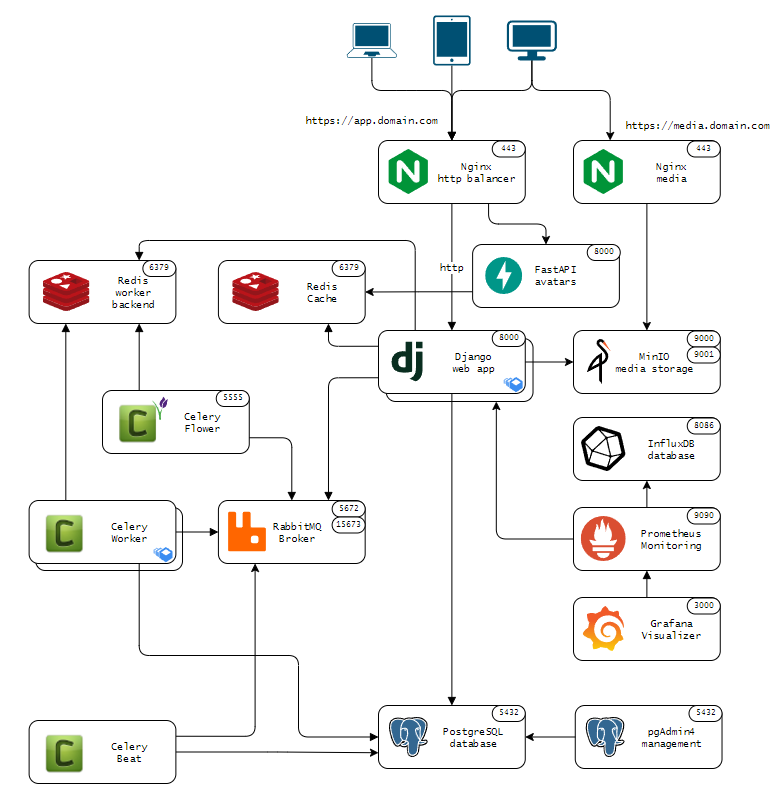 https://app.domain.com
https://media.domain.com
443
Nginx
http balancer
443
Nginx
media
8000
FastAPI
avatars
http
6379
Redis
worker
backend
6379
Redis
Cache
8000
dj
Django
web app
9000
9001
MinIO
media storage
5555
C
Celery
Flower
8086
InfluxDB
database
C
Celery
Worker
5672
15673
RabbitMQ
Broker
9090
Prometheus
Monitoring
3000
Grafana
Visualizer
C
Celery
Beat
5432
PostgreSQL
database
5432
pgAdmin4
management